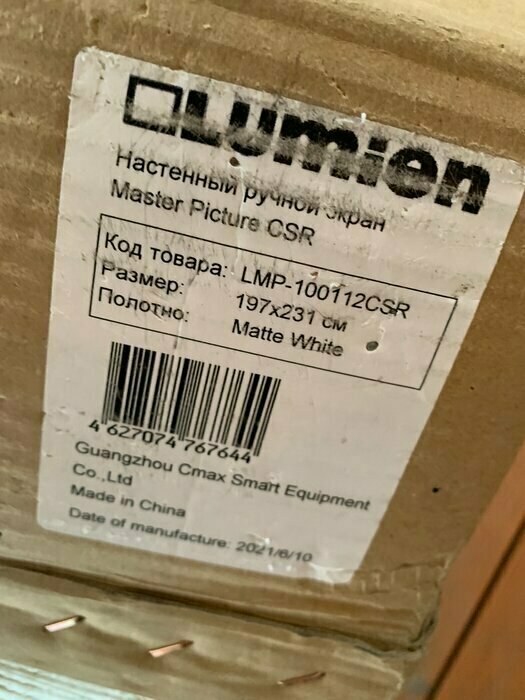 Lumien
Настенный ручной экран
Master Picture CSR
Код товара: LMP-100112CSR
Размер: 197x231 см
Полотно: Matte White
4 627074 767644
Guangzhou Cmax Smart Equipment
Co.,Ltd
Made in China
Date of manufacture: 2021/6/10